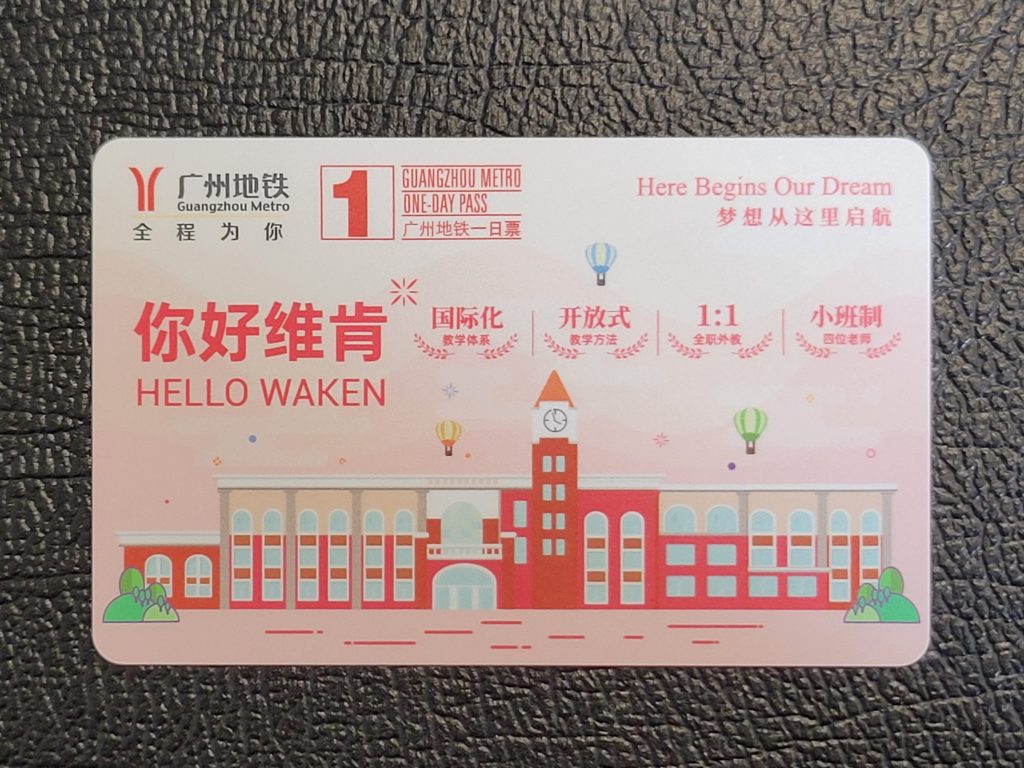 广州地铁
Guangzhou Metro
全程为你
1
GUANGZHOU METRO
ONE-DAY PASS
广州地铁一日票
Here Begins Our Dream
梦想从这里启航
你好维肯
HELLO WAKEN
国际化
教学体系
开放式
教学方法
1:1
全职外教
小班制
四位老师